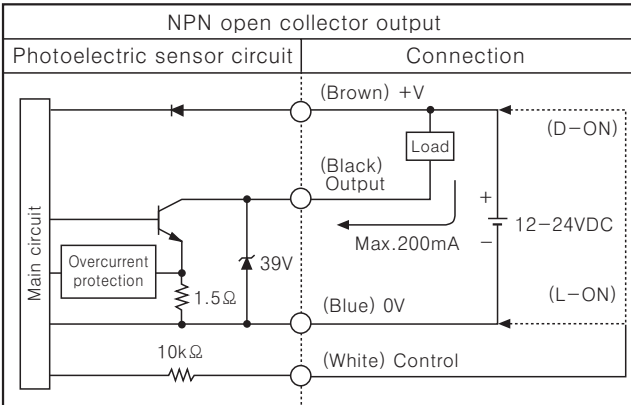 NPN open collector output
Photoelectric sensor circuit
Connection
Main circuit
Overcurrent
protection
1.5Ω
39V
10kΩ
(Brown) +V
(Black)
Output
(Blue) 0V
(White) Control
Load
Max.200mA
+
12-24VDC
−
(D-ON)
(L-ON)